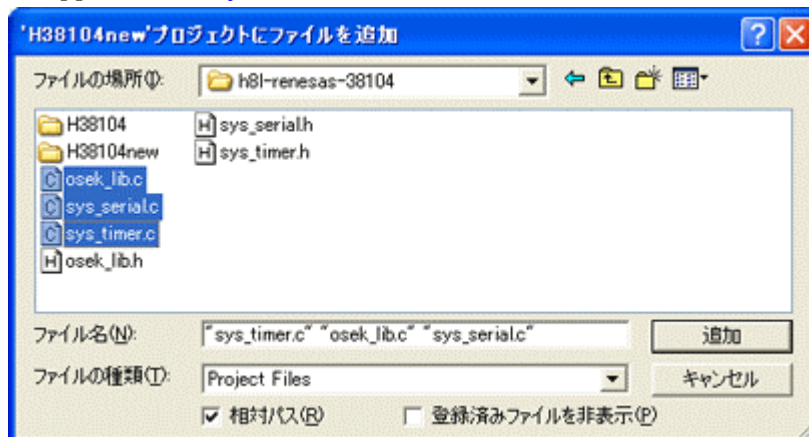 'H38104new'プロジェクトにファイルを追加
ファイルの場所(I): h8l-renesas-38104
H38104 sys_serial.h
H38104new sys_timer.h
osek_lib.c
sys_serial.c
sys_timer.c
osek_lib.h
ファイル名(N): "sys_timer.c" "osek_lib.c" "sys_serial.c" 追加
ファイルの種類(T): Project Files キャンセル
相対パス(R) 登録済みファイルを非表示(P)